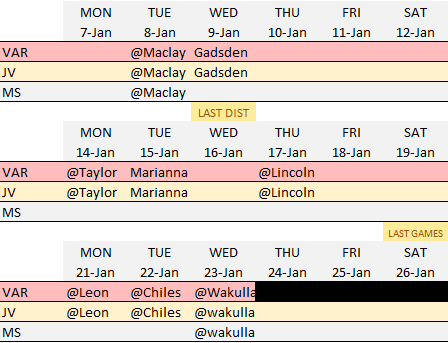 MON TUE WED THU FRI SAT
7-Jan 8-Jan 9-Jan 10-Jan 11-Jan 12-Jan
VAR @Maclay Gadsden
JV @Maclay Gadsden
MS @Maclay
LAST DIST
MON TUE WED THU FRI SAT
14-Jan 15-Jan 16-Jan 17-Jan 18-Jan 19-Jan
VAR @Taylor Marianna @Lincoln
JV @Taylor Marianna @Lincoln
MS
LAST GAMES
MON TUE WED THU FRI SAT
21-Jan 22-Jan 23-Jan 24-Jan 25-Jan 26-Jan
VAR @Leon @Chiles @Wakulla
JV @Leon @Chiles @wakulla
MS @wakulla